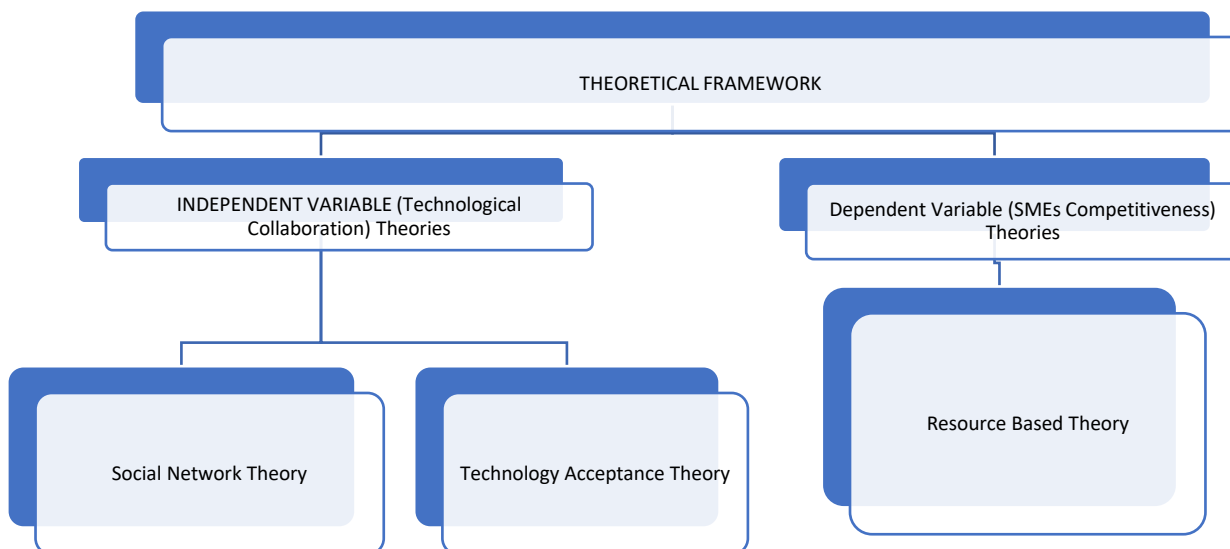 THEORETICAL FRAMEWORK
INDEPENDENT VARIABLE (Technological
Collaboration) Theories
Dependent Variable (SMEs Competitiveness)
Theories
Social Network Theory
Technology Acceptance Theory
Resource Based Theory